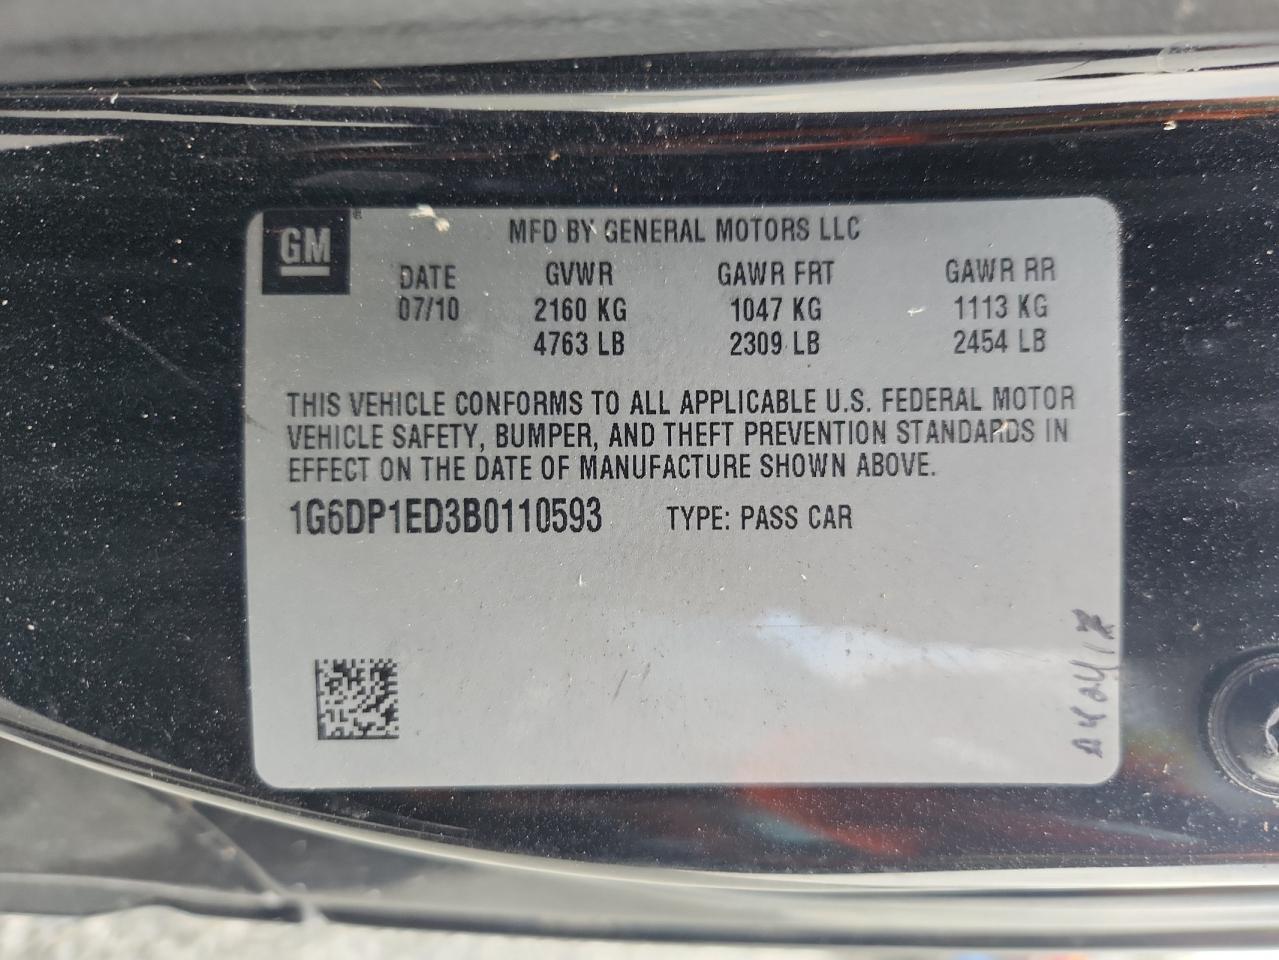 GM
MFD BY GENERAL MOTORS LLC
DATE GVWR GAWR FRT GAWR RR
07/10 2160 KG 1047 KG 1113 KG
4763 LB 2309 LB 2454 LB
THIS VEHICLE CONFORMS TO ALL APPLICABLE U.S. FEDERAL MOTOR
VEHICLE SAFETY, BUMPER, AND THEFT PREVENTION STANDARDS IN
EFFECT ON THE DATE OF MANUFACTURE SHOWN ABOVE.
1G6DP1ED3B0110593 TYPE: PASS CAR